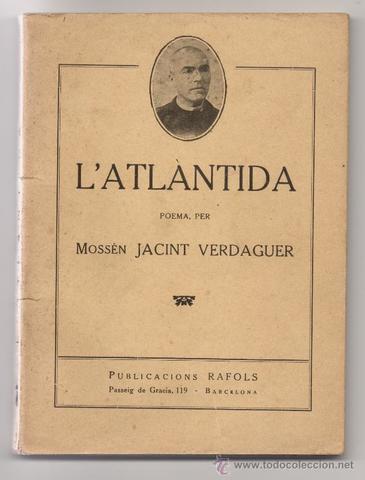 L'ATLÀNTIDA
POEMA, PER
MOSSÈN JACINT VERDAGUER
PUBLICACIONS RAFOLS
Passeig de Gracia, 119 - BARCELONA
© www.todocoleccion.net